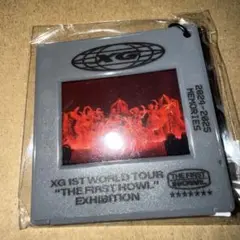 XG
2024-2025
MEMORIES
XG 1ST WORLD TOUR
"THE FIRST HOWL"
EXHIBITION
THE FIRST
HOWL